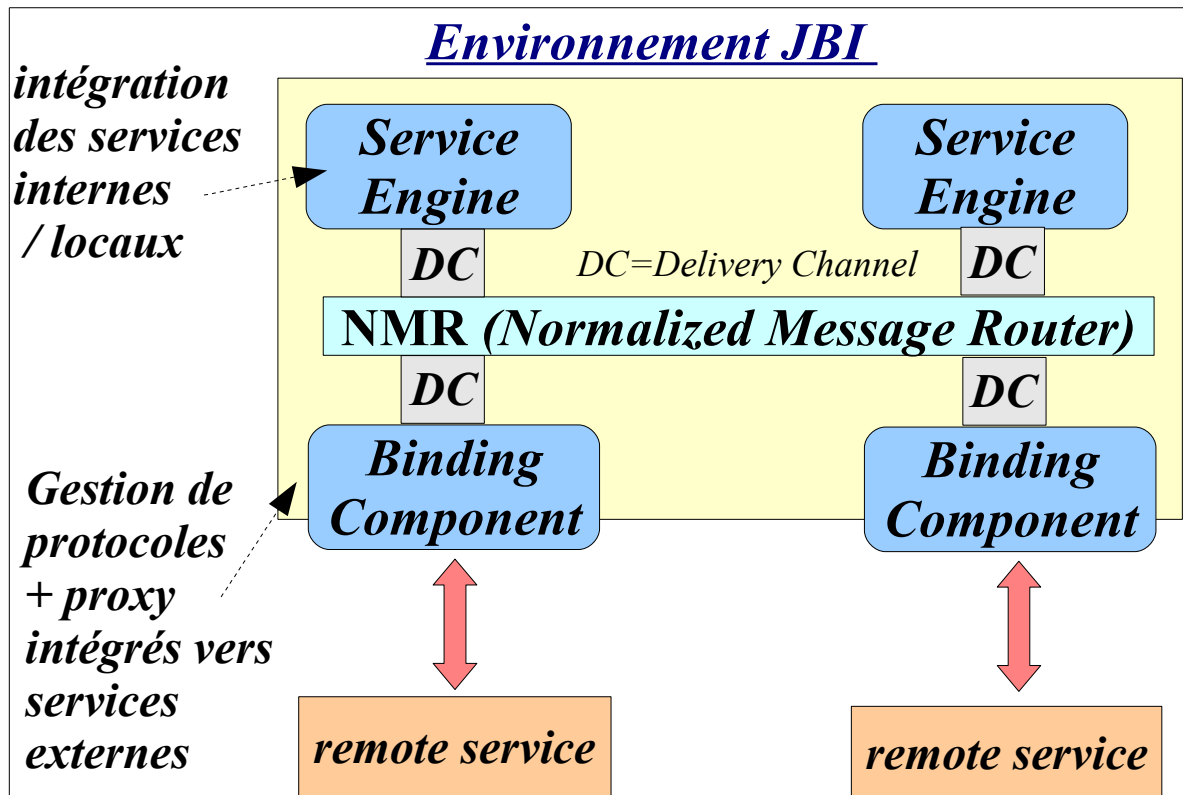 Environnement JBI
intégration
des services
internes
/ locaux
Service
Engine
Service
Engine
DC
DC=Delivery Channel
DC
NMR (Normalized Message Router)
DC
DC
Binding
Component
Binding
Component
Gestion de
protocoles
+ proxy
intégrés vers
services
externes
remote service
remote service